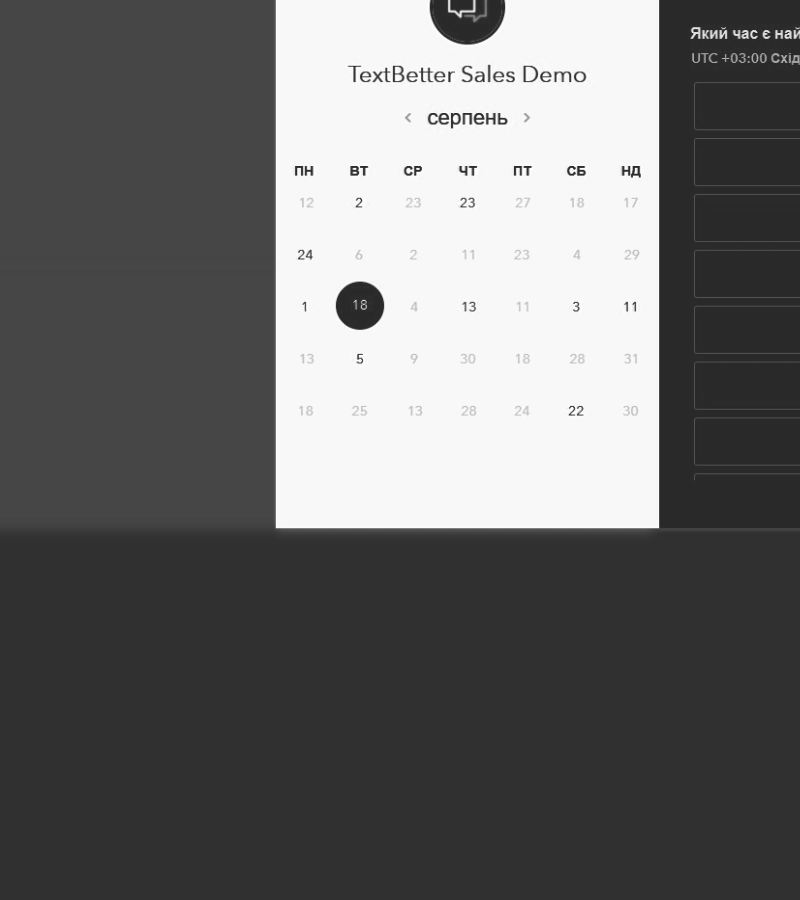 TextBetter Sales Demo
серпень
ПН ВТ СР ЧТ ПТ СБ НД
12 2 23 23 27 18 17
24 6 2 11 23 4 29
1 18 4 13 11 3 11
13 5 9 30 18 28 31
18 25 13 28 24 22 30
Який час є най
UTC +03:00 Схід